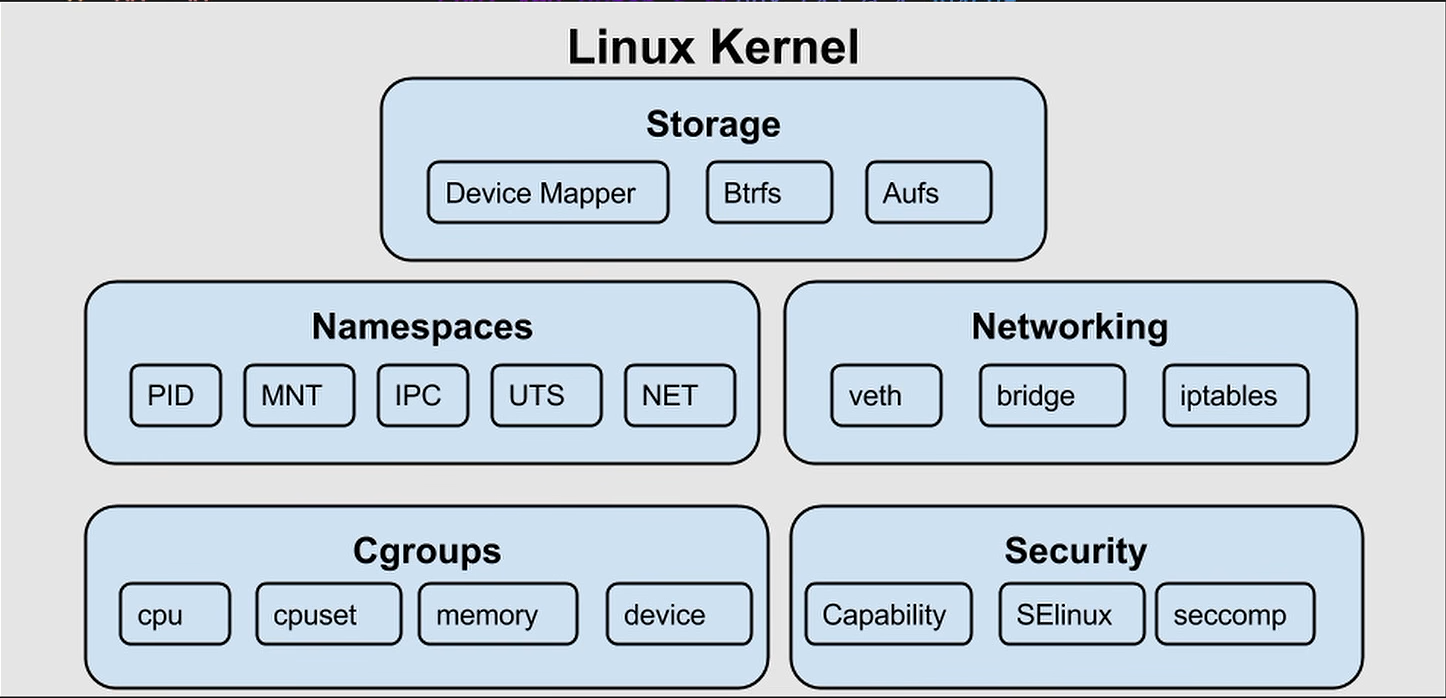 Linux Kernel
Storage
Device Mapper
Btrfs
Aufs
Namespaces
PID
MNT
IPC
UTS
NET
Networking
veth
bridge
iptables
Cgroups
cpu
cpuset
memory
device
Security
Capability
SElinux
seccomp